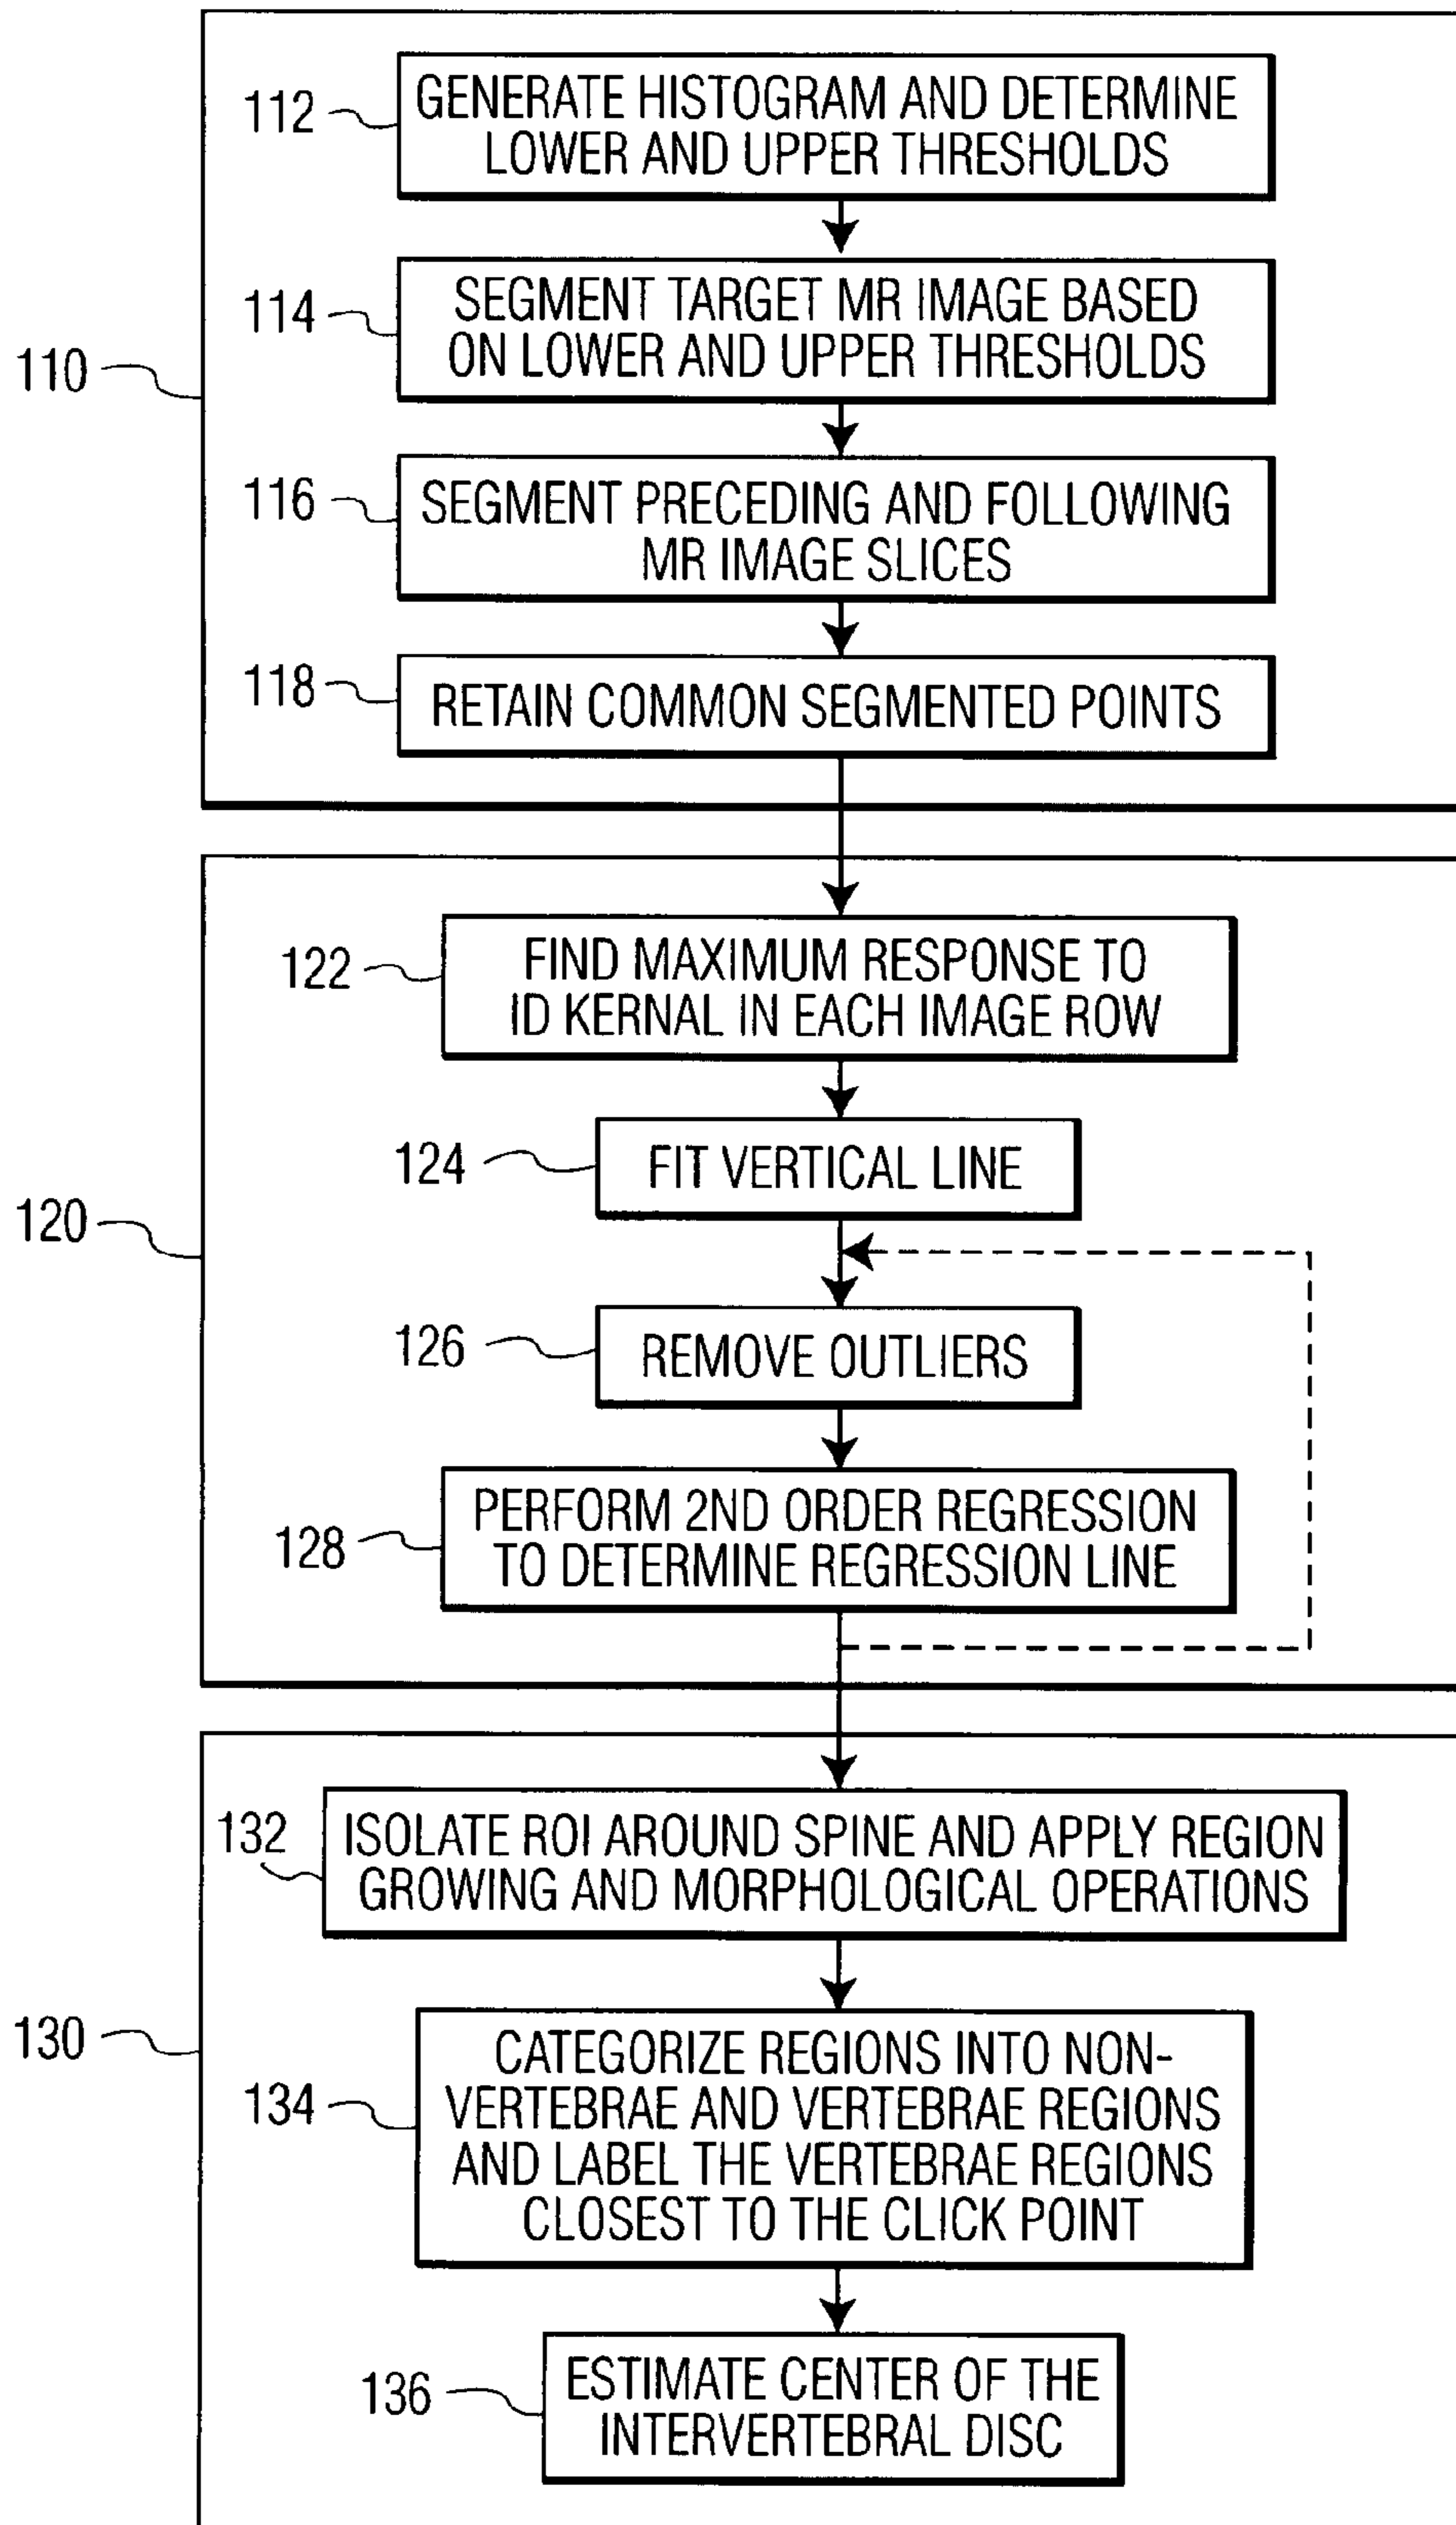 112
GENERATE HISTOGRAM AND DETERMINE
LOWER AND UPPER THRESHOLDS
114
SEGMENT TARGET MR IMAGE BASED
ON LOWER AND UPPER THRESHOLDS
110
116
SEGMENT PRECEDING AND FOLLOWING
MR IMAGE SLICES
118
RETAIN COMMON SEGMENTED POINTS
122
FIND MAXIMUM RESPONSE TO
ID KERNAL IN EACH IMAGE ROW
124
FIT VERTICAL LINE
120
126
REMOVE OUTLIERS
128
PERFORM 2ND ORDER REGRESSION
TO DETERMINE REGRESSION LINE
132
ISOLATE ROI AROUND SPINE AND APPLY REGION
GROWING AND MORPHOLOGICAL OPERATIONS
130
134
CATEGORIZE REGIONS INTO NON-
VERTEBRAE AND VERTEBRAE REGIONS
AND LABEL THE VERTEBRAE REGIONS
CLOSEST TO THE CLICK POINT
136
ESTIMATE CENTER OF THE
INTERVERTEBRAL DISC